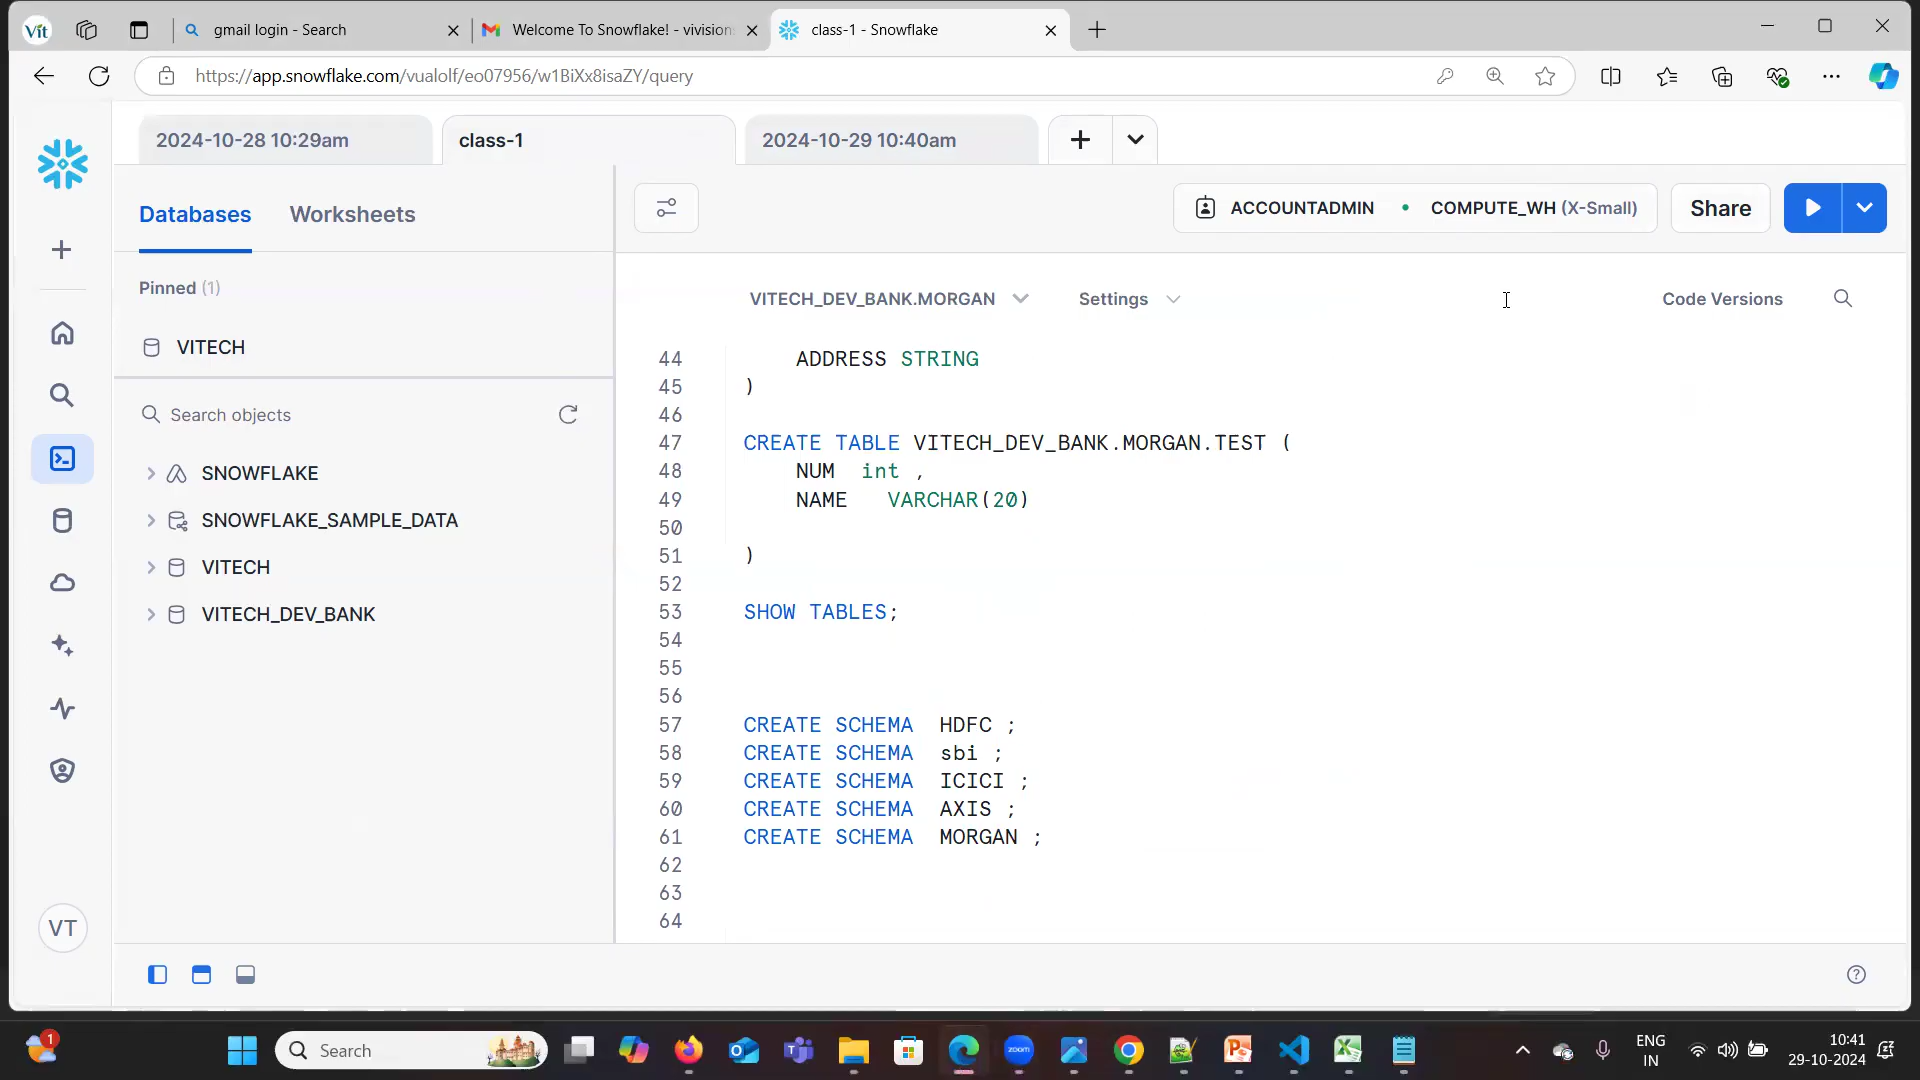 Vit
gmail login - Search
Welcome To Snowflake! - vivision
class-1 - Snowflake
https://app.snowflake.com/vualolf/eo07956/w1BiXx8isaZY/query
2024-10-28 10:29am
class-1
2024-10-29 10:40am
Databases
Worksheets
ACCOUNTADMIN
COMPUTE_WH (X-Small)
Share
Pinned (1)
VITECH
VITECH_DEV_BANK.MORGAN
Settings
Code Versions
Search objects
SNOWFLAKE
SNOWFLAKE_SAMPLE_DATA
VITECH
VITECH_DEV_BANK
VT
44 ADDRESS STRING
45 )
46
47 CREATE TABLE VITECH_DEV_BANK.MORGAN.TEST (
48 NUM int ,
49 NAME VARCHAR(20)
50
51 )
52
53 SHOW TABLES;
54
55
56
57 CREATE SCHEMA HDFC ;
58 CREATE SCHEMA sbi ;
59 CREATE SCHEMA ICICI ;
60 CREATE SCHEMA AXIS ;
61 CREATE SCHEMA MORGAN ;
62
63
64
1
Search
zoom
ENG
IN
10:41
29-10-2024